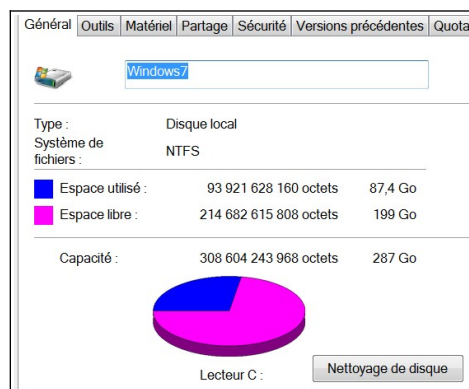 Général Outils Matériel Partage Sécurité Versions précédentes Quota
Windows7
Type : Disque local
Système de
fichiers : NTFS
Espace utilisé : 93 921 628 160 octets 87,4 Go
Espace libre : 214 682 615 808 octets 199 Go
Capacité : 308 604 243 968 octets 287 Go
Lecteur C : Nettoyage de disque